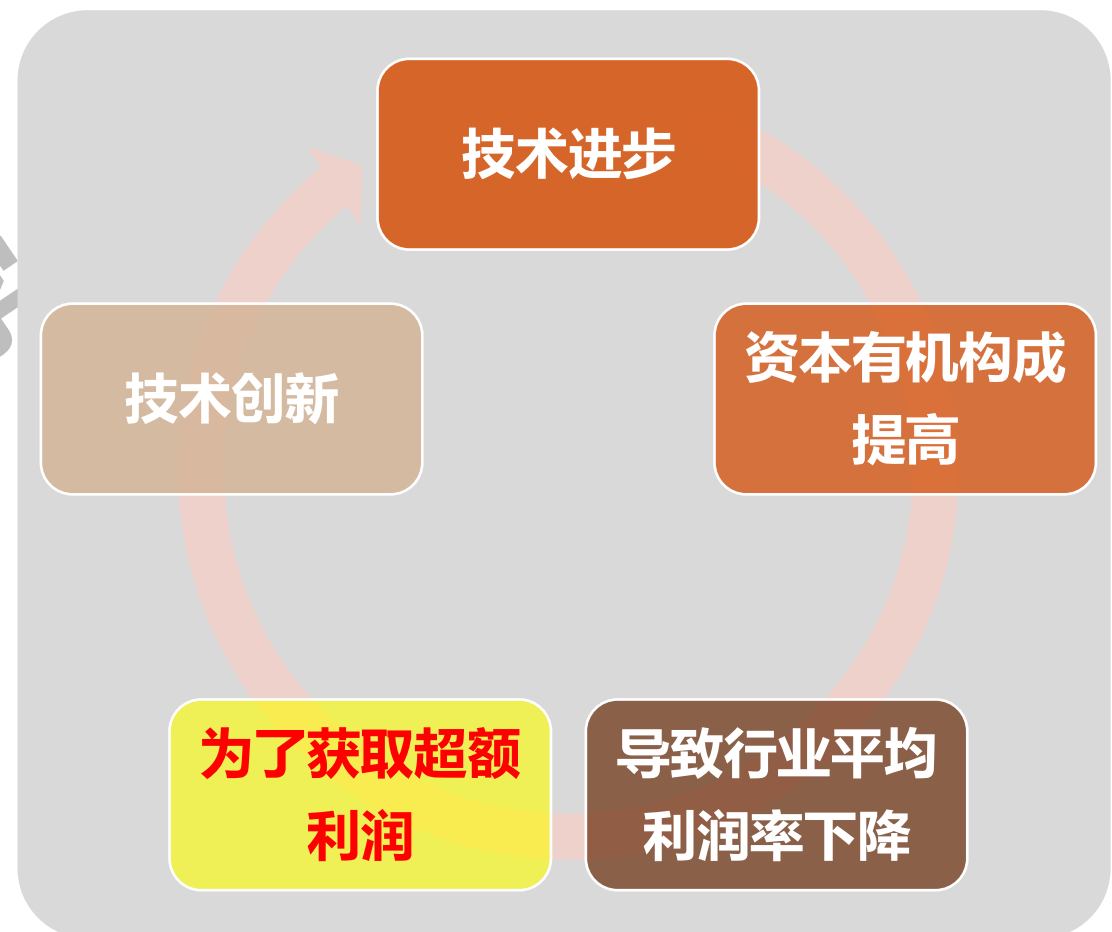 技术进步
资本有机构成
提高
导致行业平均
利润率下降
为了获取超额
利润
技术创新